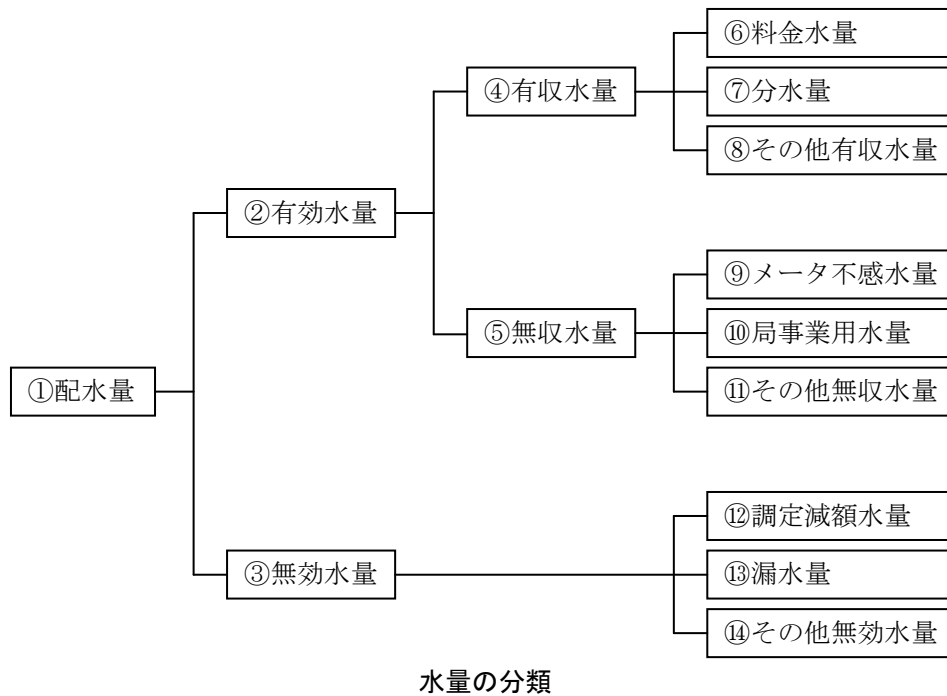 ⑥料金水量
④有収水量
⑦分水量
⑧その他有収水量
②有効水量
⑨メータ不感水量
⑤無収水量
⑩局事業用水量
①配水量
⑪その他無収水量
⑫調定減額水量
③無効水量
⑬漏水量
⑭その他無効水量
水量の分類